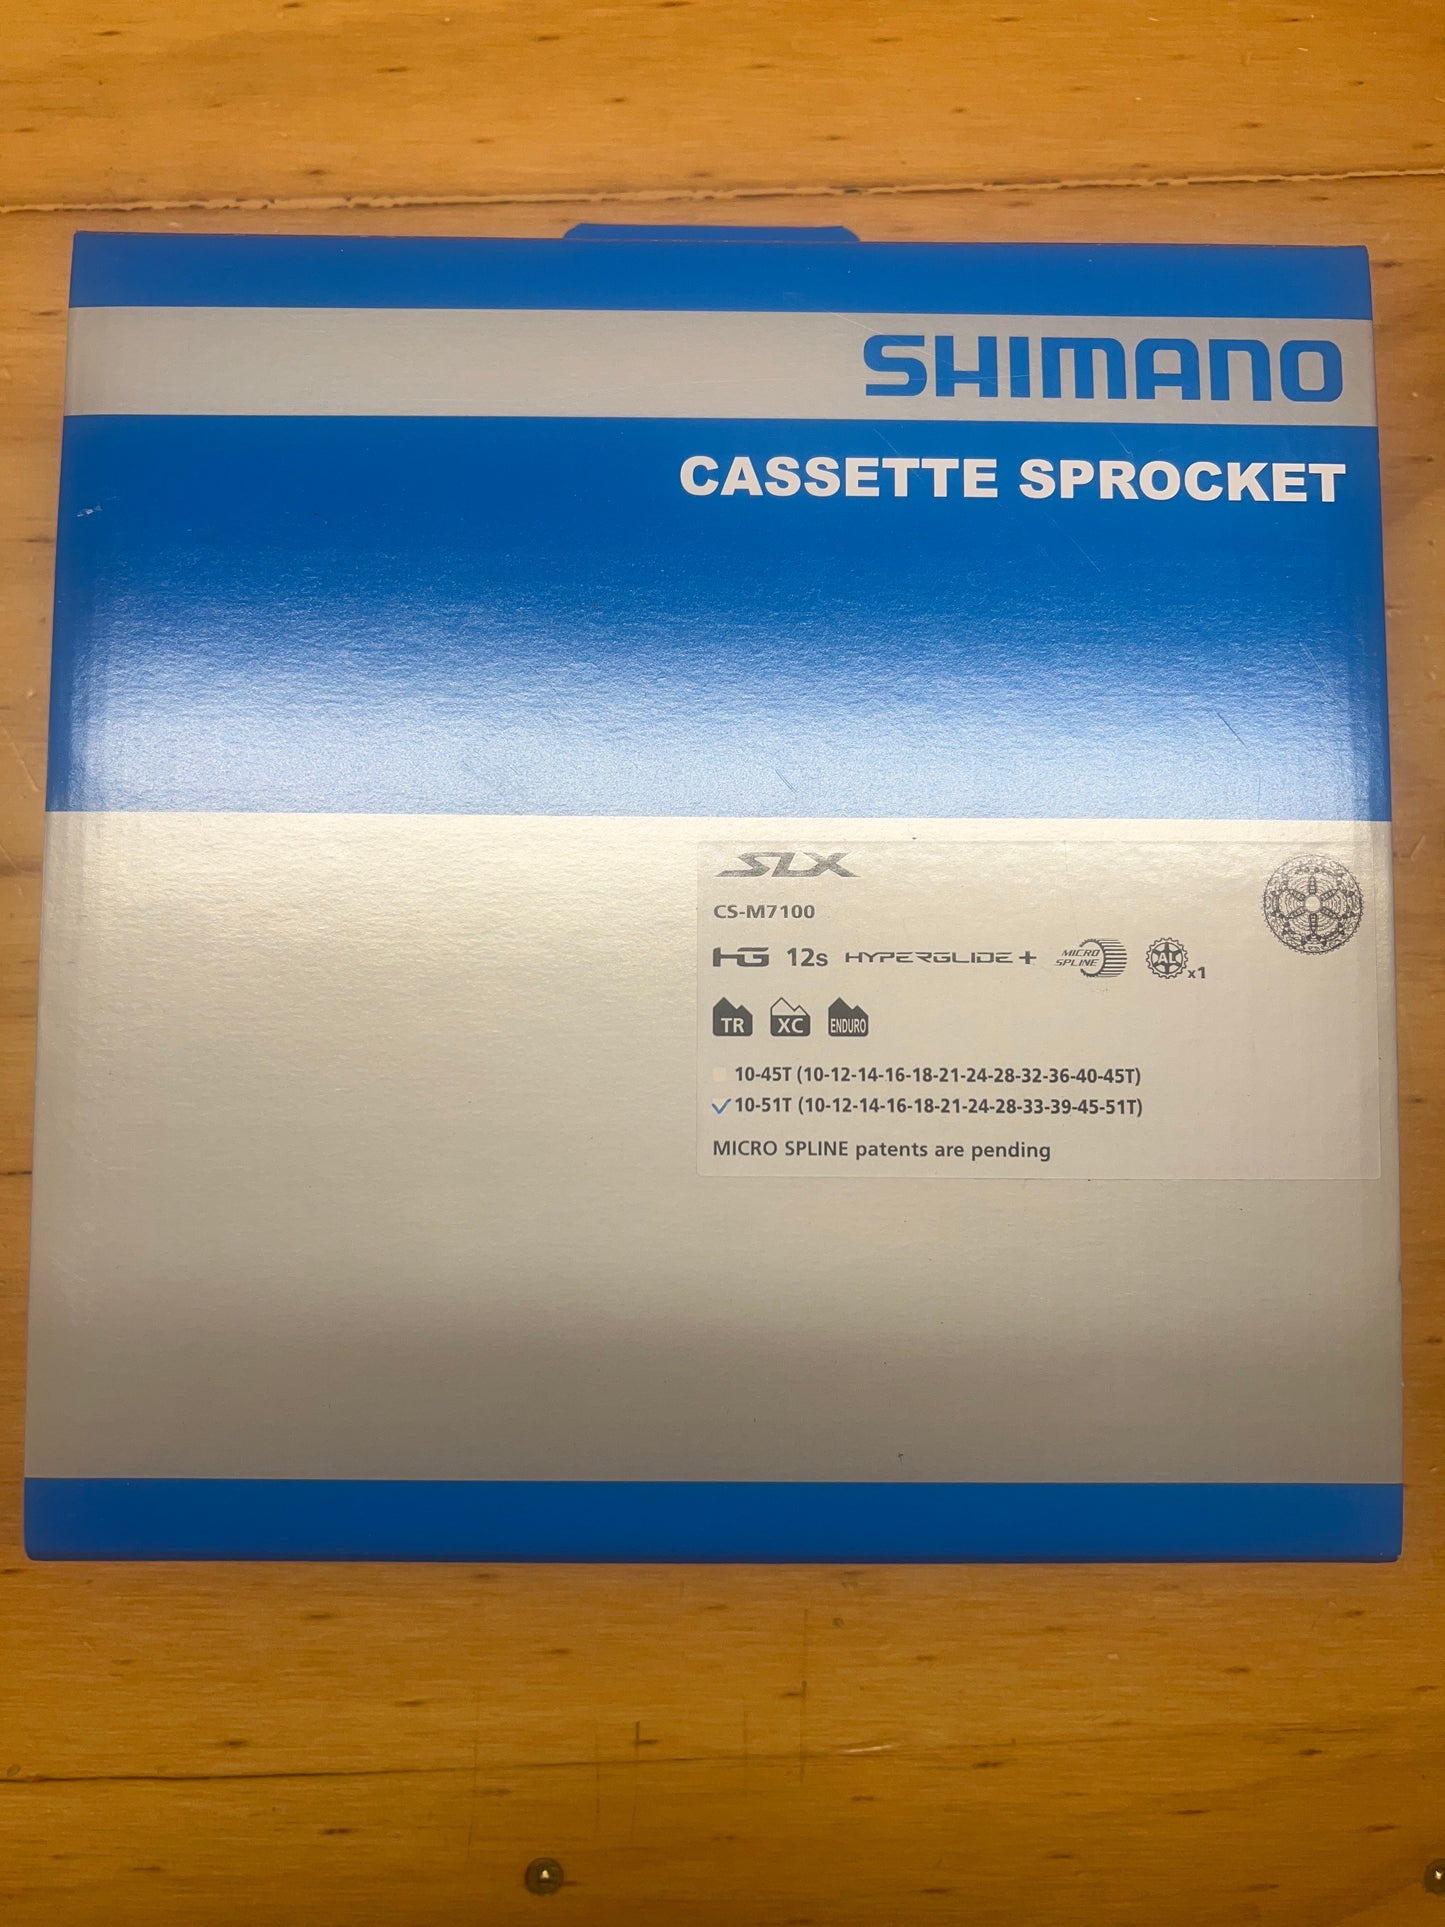 SHIMANO
CASSETTE SPROCKET
SLX
CS-M7100
HG 12s HYPERGLIDE+ MICRO SPLINE AL x1
TR XC ENDURO
10-45T (10-12-14-16-18-21-24-28-32-36-40-45T)
10-51T (10-12-14-16-18-21-24-28-33-39-45-51T)
MICRO SPLINE patents are pending